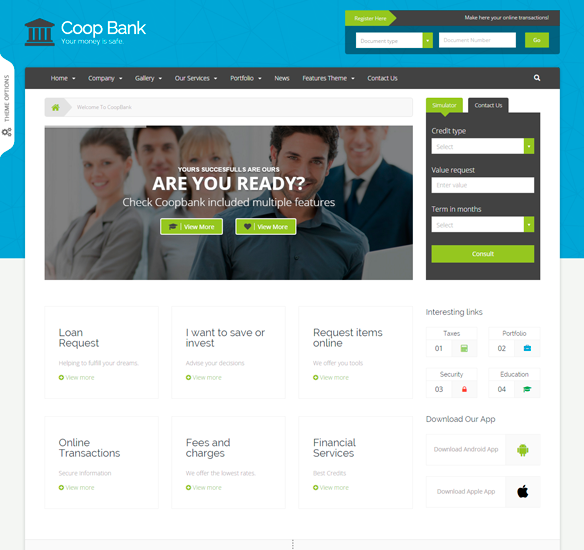 Coop Bank
Your money is safe.
Register Here
Make here your online transactions!
Document type
Document Number
Go
THEME OPTIONS
Home
Company
Gallery
Our Services
Portfolio
News
Features Theme
Contact Us
Welcome To CoopBank
Simulator
Contact Us
YOURS SUCCESFULLS ARE OURS
ARE YOU READY?
Check Coopbank included multiple features
View More
View More
Credit type
Select
Value request
Enter value
Term in months
Select
Consult
Loan
Request
Helping to fulfill your dreams.
View more
I want to save or
invest
Advise your decisions
View more
Request items
online
We offer you tools
View more
Interesting links
Taxes
01
Portfolio
02
Security
03
Education
04
Online
Transactions
Secure Information
View more
Fees and
charges
We offer the lowest rates.
View more
Financial
Services
Best Credits
View more
Download Our App
Download Android App
Download Apple App